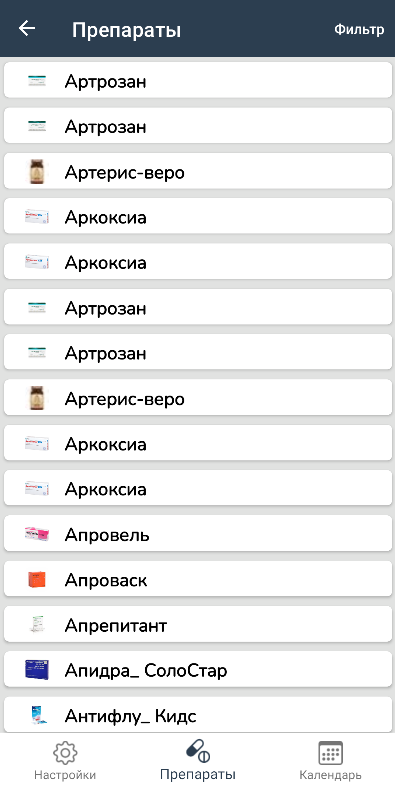 Препараты
Фильтр
Артрозан
Артрозан
Артерис-веро
Аркоксиа
Аркоксиа
Артрозан
Артрозан
Артерис-веро
Аркоксиа
Аркоксиа
Апровель
Апроваск
Апрепитант
Апидра_ СолоСтар
Антифлу_ Кидс
Настройки
Препараты
Календарь